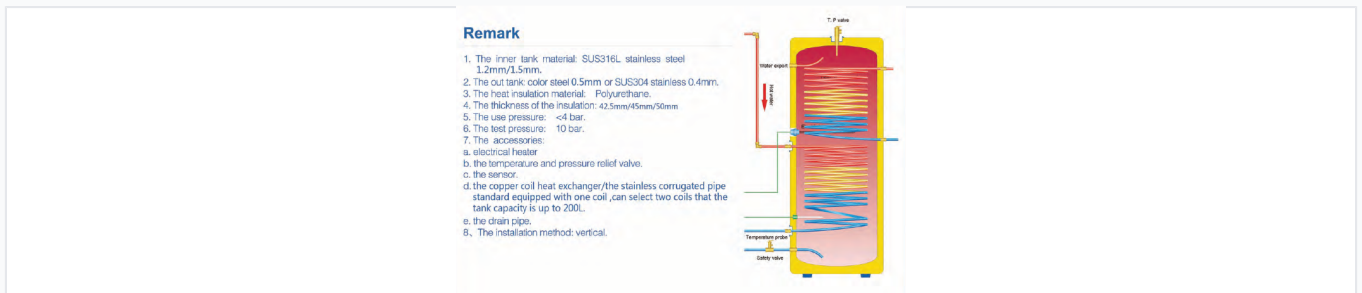 Remark
1. The inner tank material: SUS316L stainless steel
1.2mm/1.5mm.
2. The out tank: color steel 0.5mm or SUS304 stainless 0.4mm.
3. The heat insulation material: Polyurethane.
4. The thickness of the insulation: 42.5mm/45mm/50mm
5. The use pressure: <4 bar.
6. The test pressure: 10 bar.
7. The accessories:
a. electrical heater
b. the temperature and pressure relief valve.
c. the sensor.
d. the copper coil heat exchanger/the stainless corrugated pipe
standard equipped with one coil ,can select two coils that the
tank capacity is up to 200L.
e. the drain pipe.
8、The installation method: vertical.
T. P valve
Water export
Hot water
Temperature probe
Safety valve